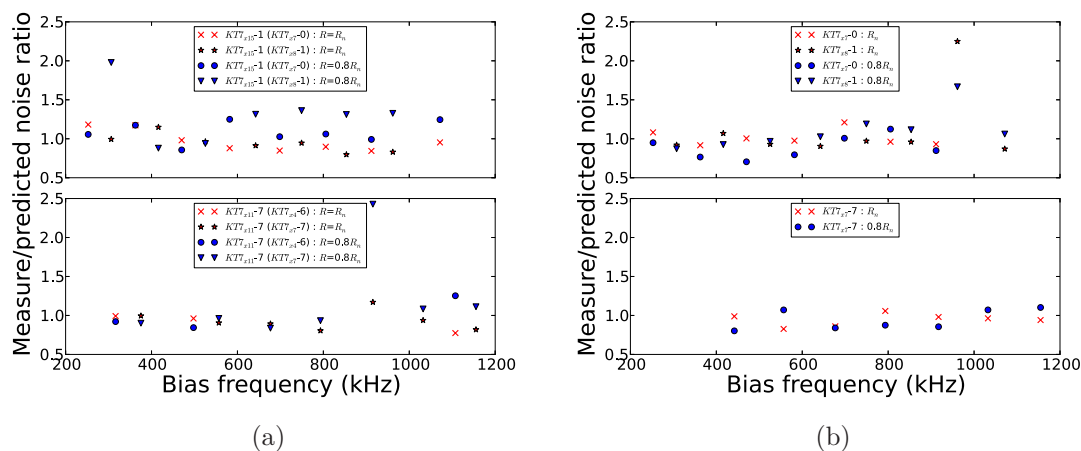 Measure/predicted noise ratio
2.5
2.0
1.5
1.0
0.5
KT7x15-1 (KT7x7-0) : R=Rn
KT7x15-1 (KT7x8-1) : R=Rn
KT7x15-1 (KT7x7-0) : R=0.8Rn
KT7x15-1 (KT7x8-1) : R=0.8Rn
2.5
2.0
1.5
1.0
0.5
KT7x11-7 (KT7x4-6) : R=Rn
KT7x11-7 (KT7x7-7) : R=Rn
KT7x11-7 (KT7x4-6) : R=0.8Rn
KT7x11-7 (KT7x7-7) : R=0.8Rn
200 400 600 800 1000 1200
Bias frequency (kHz)
(a)
Measure/predicted noise ratio
2.5
2.0
1.5
1.0
0.5
KT7x7-0 : Rn
KT7x8-1 : Rn
KT7x7-0 : 0.8Rn
KT7x8-1 : 0.8Rn
2.5
2.0
1.5
1.0
0.5
KT7x7-7 : Rn
KT7x7-7 : 0.8Rn
200 400 600 800 1000 1200
Bias frequency (kHz)
(b)